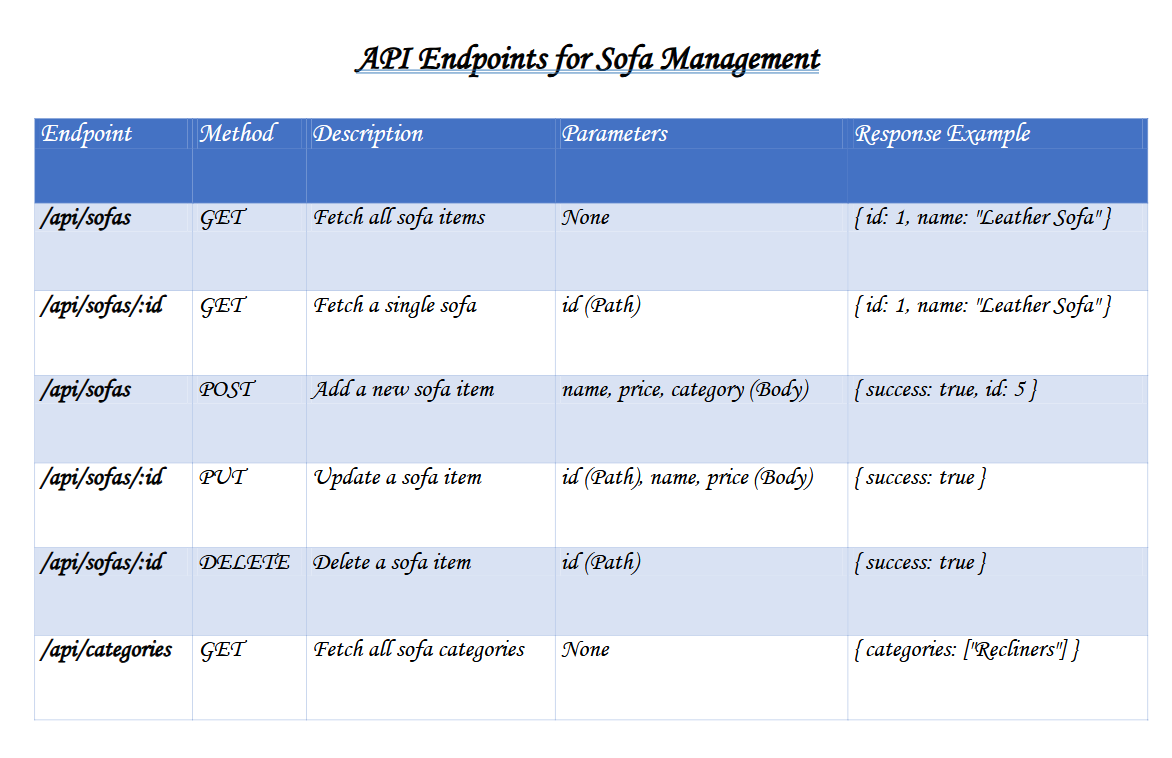 API Endpoints for Sofa Management
Endpoint Method Description Parameters Response Example
/api/sofas GET Fetch all sofa items None { id: 1, name: "Leather Sofa" }
/api/sofas/:id GET Fetch a single sofa id (Path) { id: 1, name: "Leather Sofa" }
/api/sofas POST Add a new sofa item name, price, category (Body) { success: true, id: 5 }
/api/sofas/:id PUT Update a sofa item id (Path), name, price (Body) { success: true }
/api/sofas/:id DELETE Delete a sofa item id (Path) { success: true }
/api/categories GET Fetch all sofa categories None { categories: ["Recliners"] }